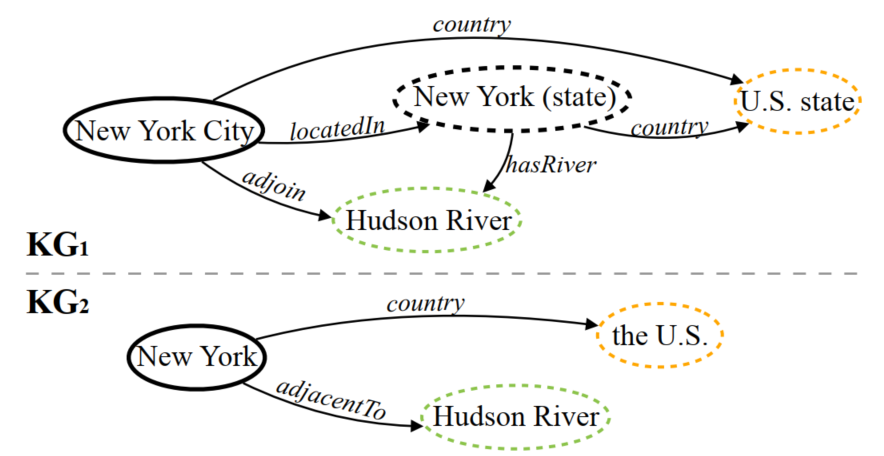 country
New York (state)
U.S. state
New York City
locatedIn
country
hasRiver
adjoin
Hudson River
KG1
KG2
country
the U.S.
New York
adjacentTo
Hudson River